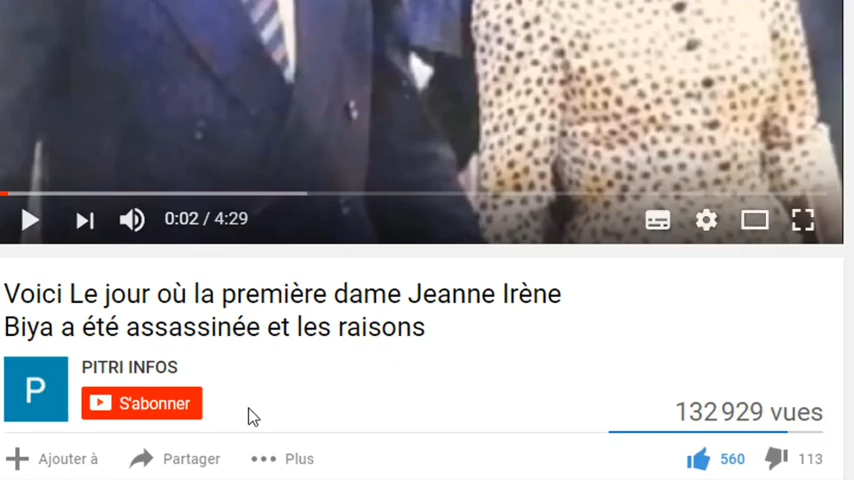 0:02 / 4:29
Voici Le jour où la première dame Jeanne Irène
Biya a été assassinée et les raisons
P
PITRI INFOS
S'abonner
132 929 vues
Ajouter à
Partager
Plus
560
113